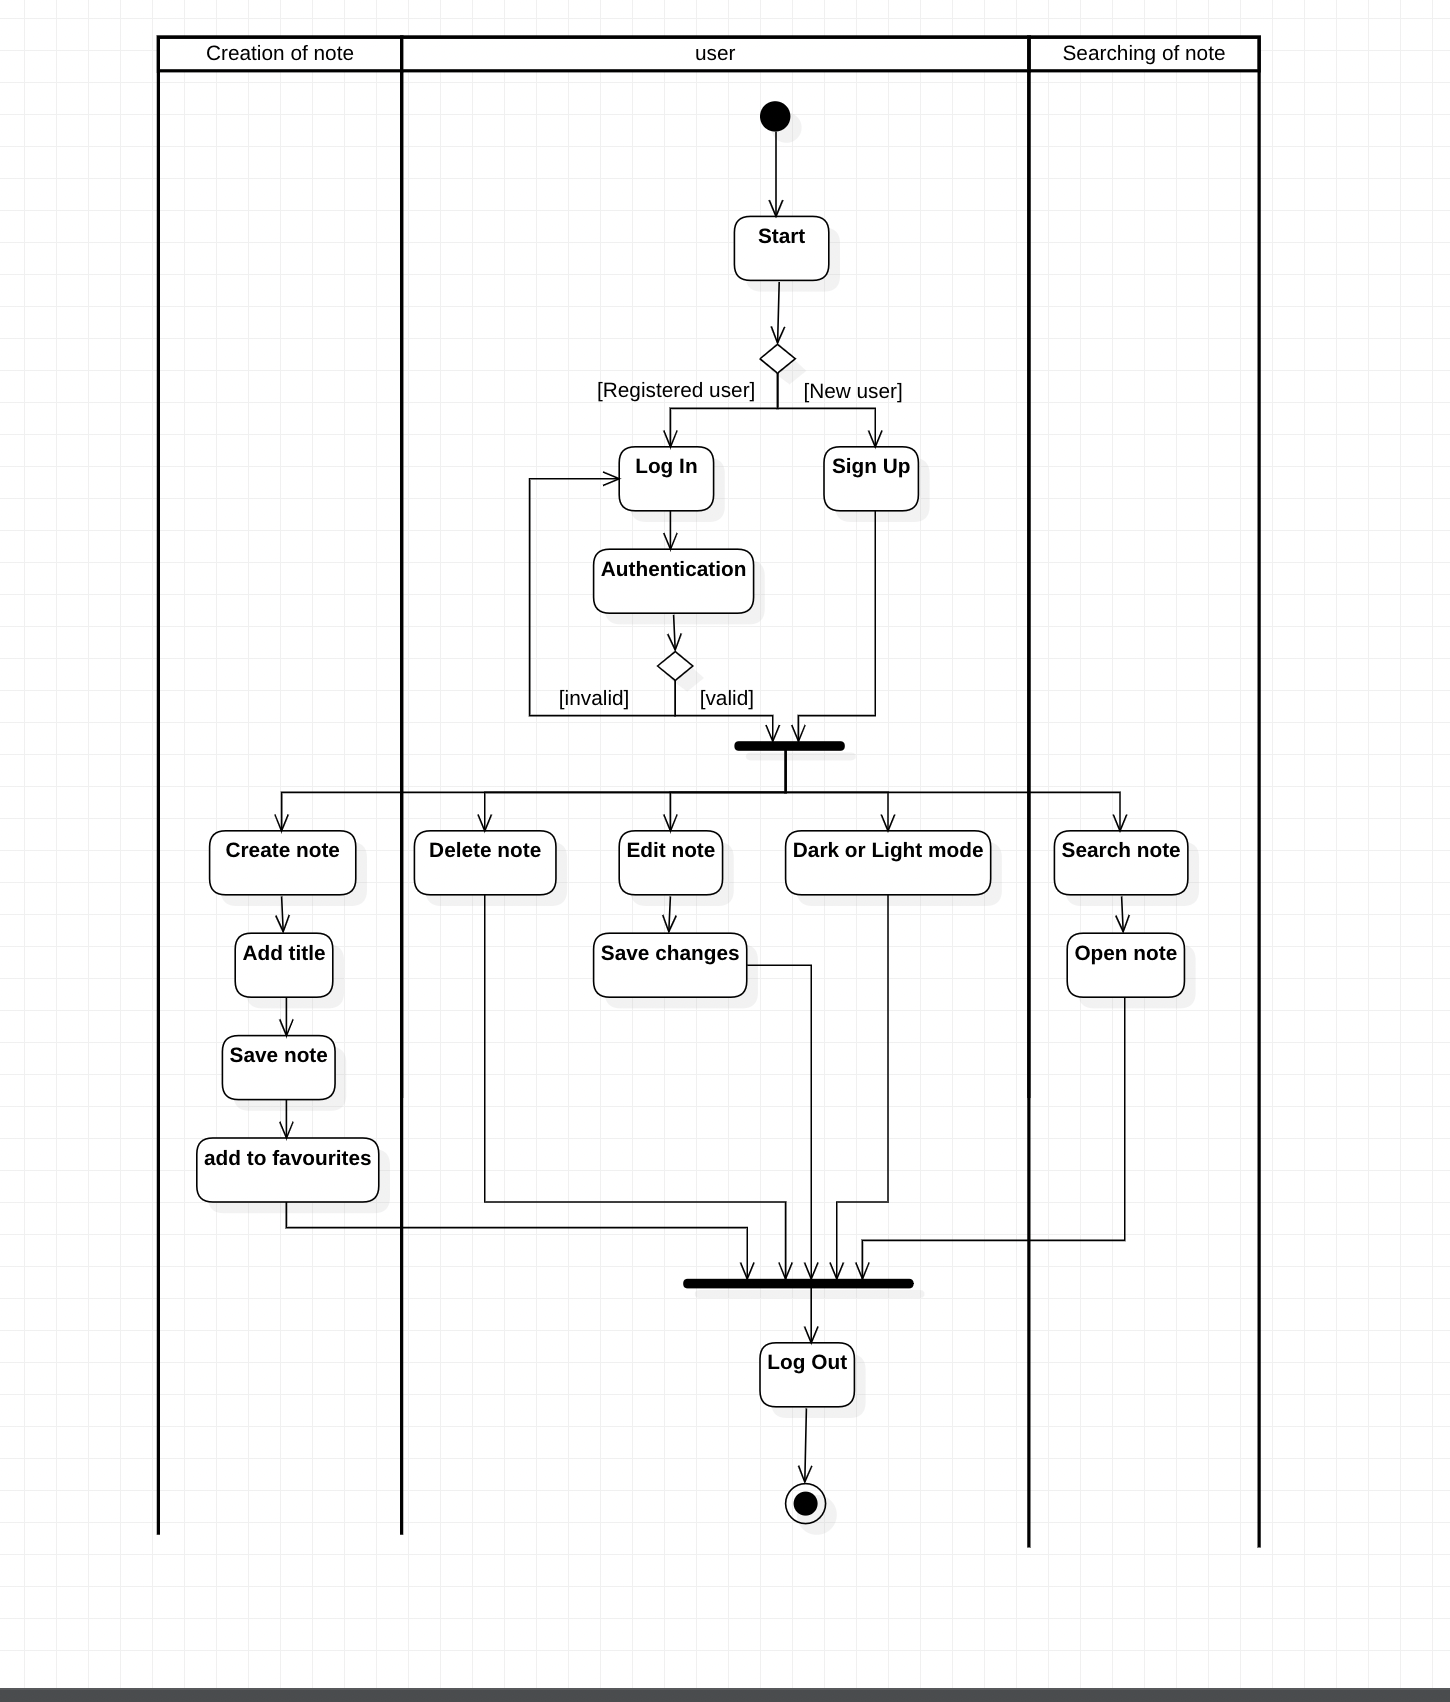 Creation of note
user
Searching of note
Start
[Registered user]
[New user]
Log In
Sign Up
Authentication
[invalid]
[valid]
Create note
Delete note
Edit note
Dark or Light mode
Search note
Add title
Save changes
Open note
Save note
add to favourites
Log Out